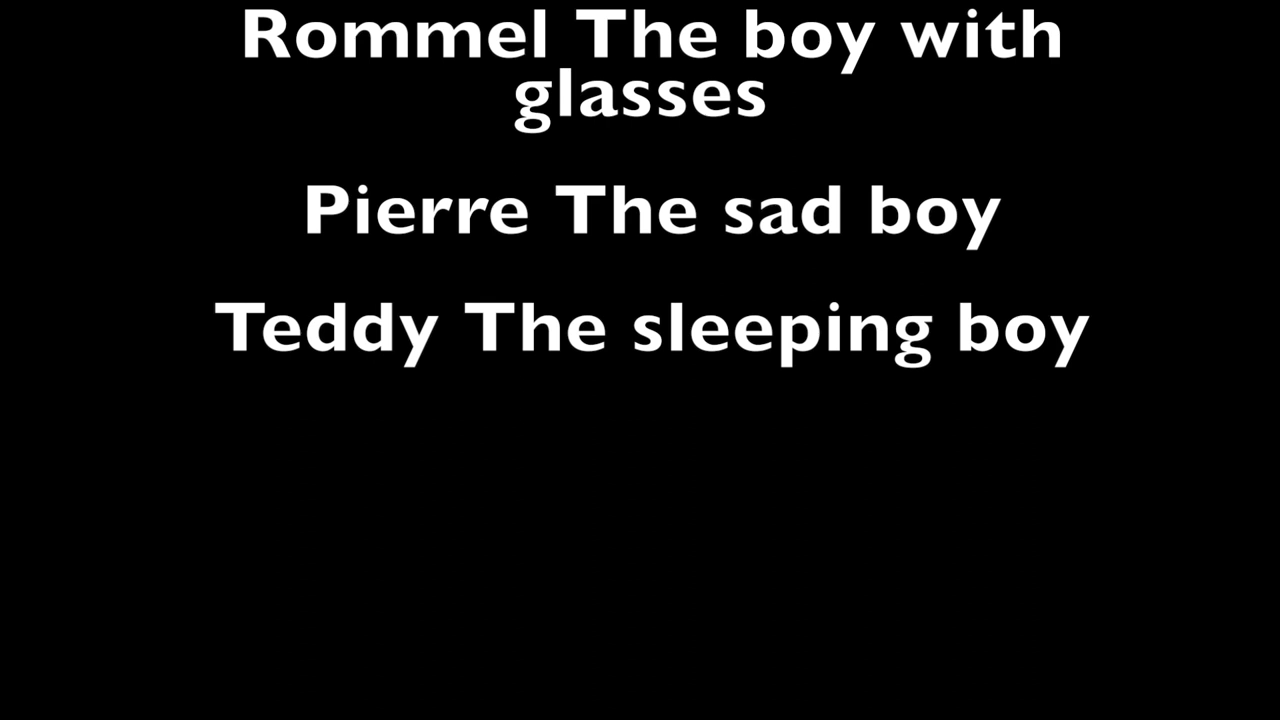 Rommel The boy with
glasses
Pierre The sad boy
Teddy The sleeping boy